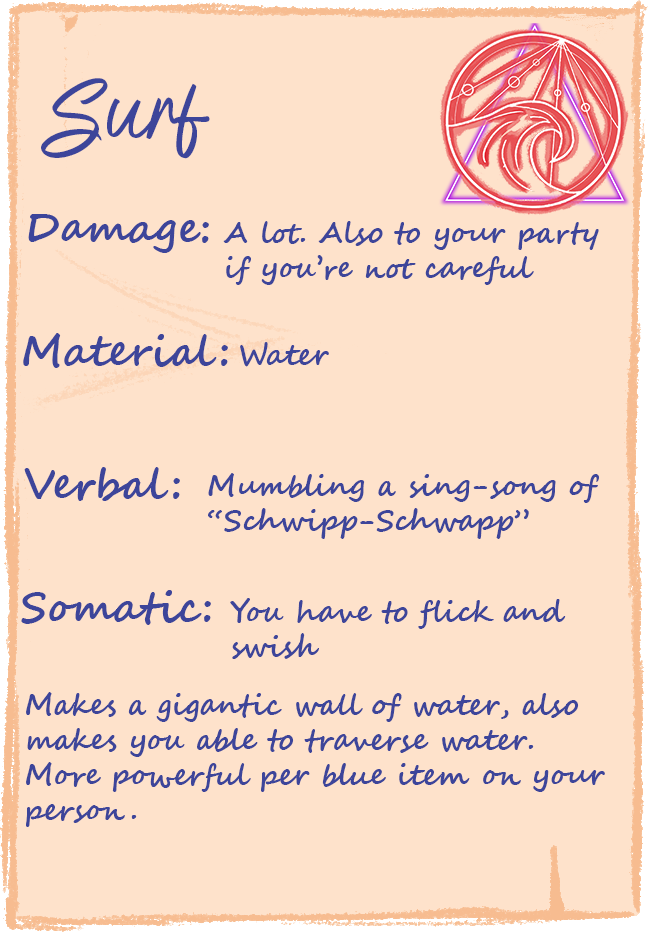 Surf
Damage: A lot. Also to your party
if you're not careful
Material: Water
Verbal: Mumbling a sing-song of
“Schwipp-Schwapp”
Somatic: You have to flick and
swish
Makes a gigantic wall of water, also
makes you able to traverse water.
More powerful per blue item on your
person.